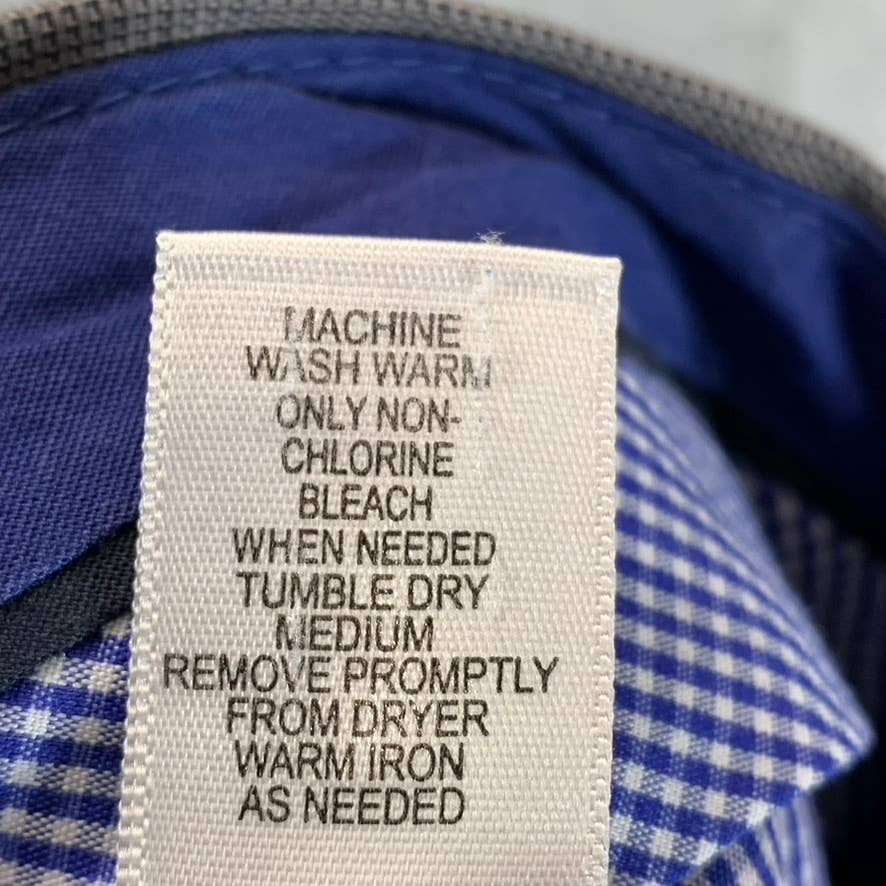 MACHINE
WASH WARM
ONLY NON-
CHLORINE
BLEACH
WHEN NEEDED
TUMBLE DRY
MEDIUM
REMOVE PROMPTLY
FROM DRYER
WARM IRON
AS NEEDED